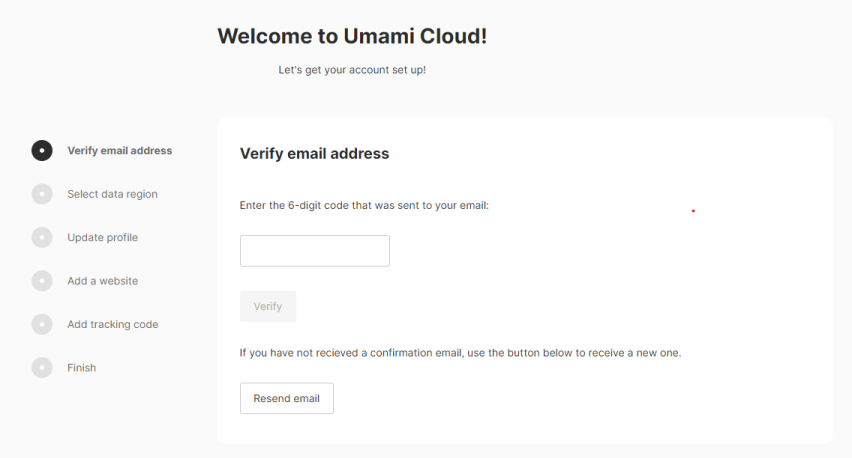 Welcome to Umami Cloud!
Let's get your account set up!
Verify email address
Select data region
Update profile
Add a website
Add tracking code
Finish
Verify email address
Enter the 6-digit code that was sent to your email:
Verify
If you have not recieved a confirmation email, use the button below to receive a new one.
Resend email